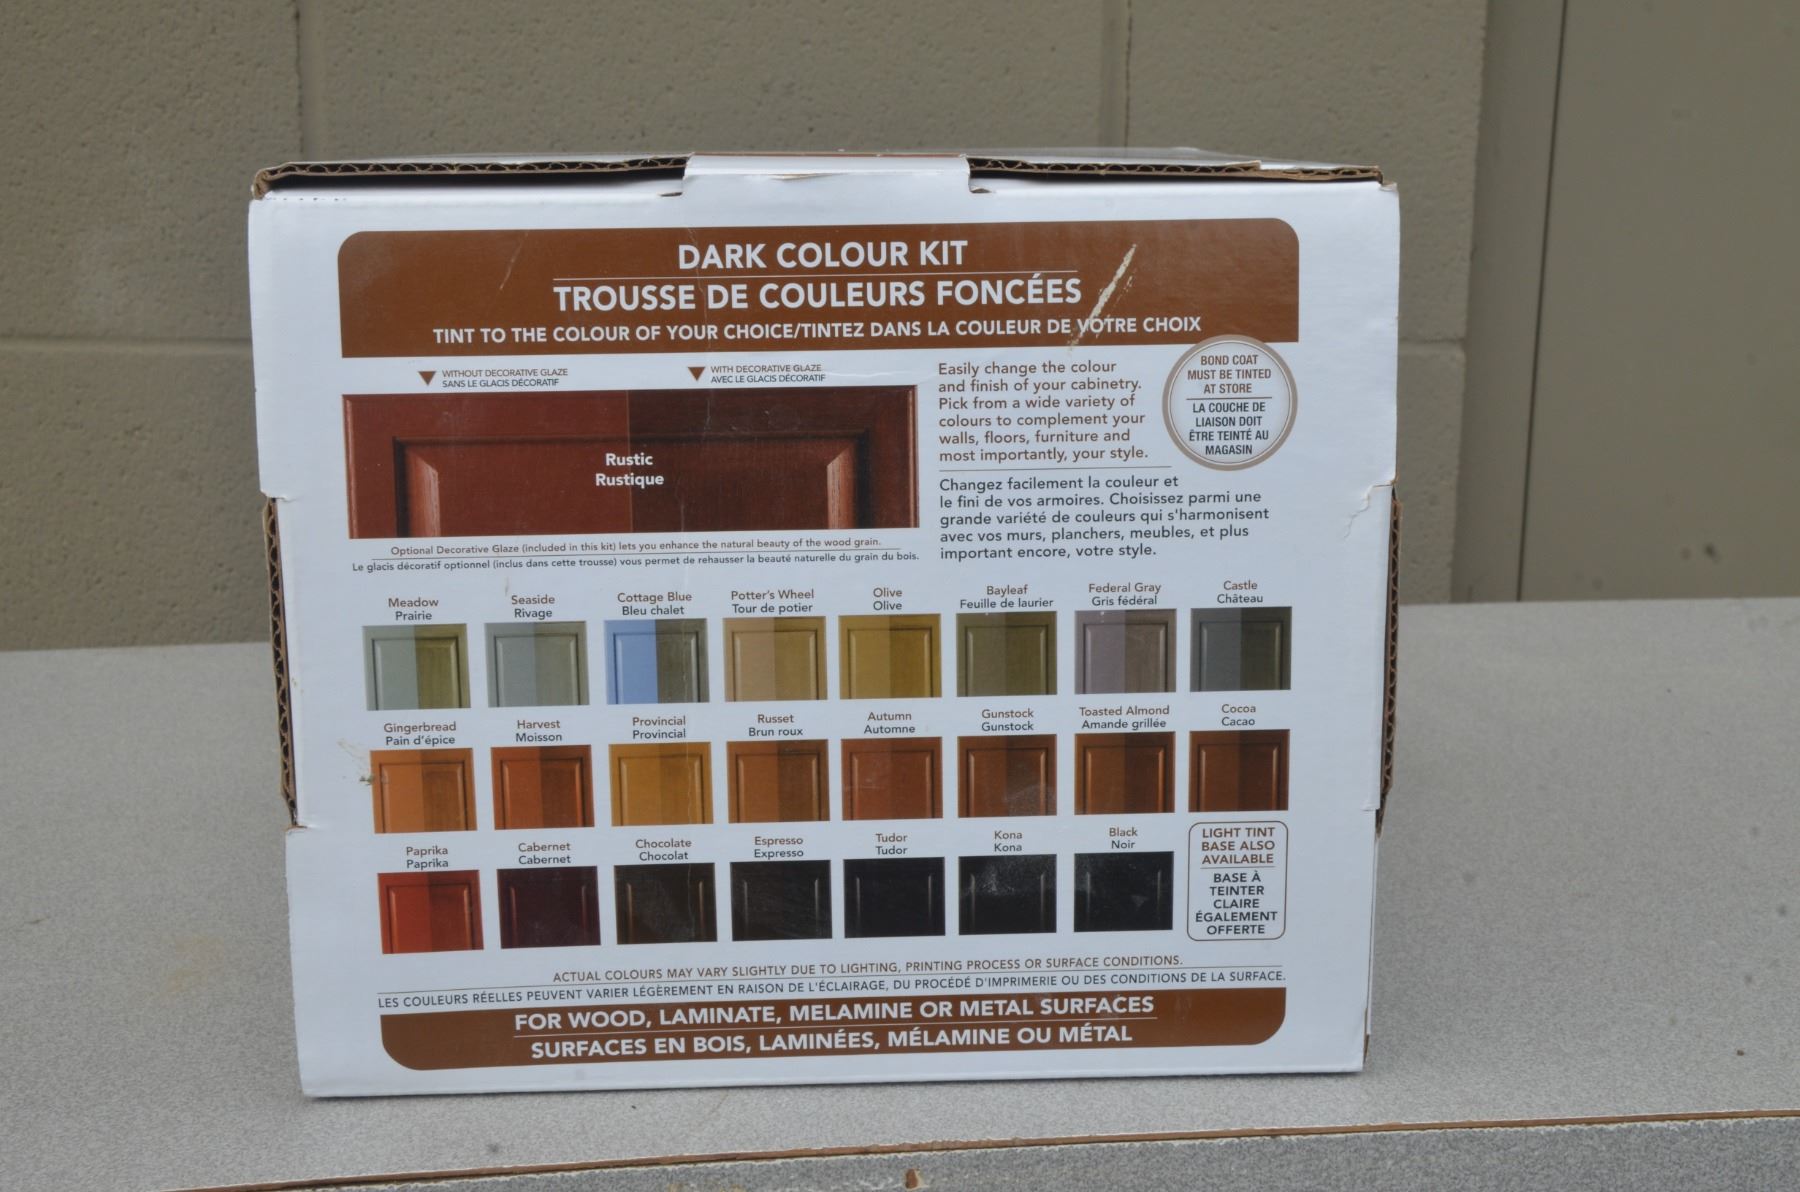 DARK COLOUR KIT
TROUSSE DE COULEURS FONCÉES
TINT TO THE COLOUR OF YOUR CHOICE/TINTEZ DANS LA COULEUR DE VOTRE CHOIX
WITHOUT DECORATIVE GLAZE
SANS LE GLACIS DÉCORATIF
WITH DECORATIVE GLAZE
AVEC LE GLACIS DÉCORATIF
Rustic
Rustique
Optional Decorative Glaze (included in this kit) lets you enhance the natural beauty of the wood grain.
Le glacis décoratif optionnel (inclus dans cette trousse) vous permet de rehausser la beauté naturelle du grain du bois.
Easily change the colour
and finish of your cabinetry.
Pick from a wide variety of
colours to complement your
walls, floors, furniture and
most importantly, your style.
Changez facilement la couleur et
le fini de vos armoires. Choisissez parmi une
grande variété de couleurs qui s'harmonisent
avec vos murs, planchers, meubles, et plus
important encore, votre style.
BOND COAT
MUST BE TINTED
AT STORE
LA COUCHE DE
LIAISON DOIT
ÊTRE TEINTÉ AU
MAGASIN
Meadow
Prairie
Seaside
Rivage
Cottage Blue
Bleu chalet
Potter's Wheel
Tour de potier
Olive
Olive
Bayleaf
Feuille de laurier
Federal Gray
Gris fédéral
Castle
Château
Gingerbread
Pain d'épice
Harvest
Moisson
Provincial
Provincial
Russet
Brun roux
Autumn
Automne
Gunstock
Gunstock
Toasted Almond
Amande grillée
Cocoa
Cacao
Paprika
Paprika
Cabernet
Cabernet
Chocolate
Chocolat
Espresso
Expresso
Tudor
Tudor
Kona
Kona
Black
Noir
LIGHT TINT
BASE ALSO
AVAILABLE
BASE À
TEINTER
CLAIRE
ÉGALEMENT
OFFERTE
ACTUAL COLOURS MAY VARY SLIGHTLY DUE TO LIGHTING, PRINTING PROCESS OR SURFACE CONDITIONS.
LES COULEURS RÉELLES PEUVENT VARIER LÉGÈREMENT EN RAISON DE L'ÉCLAIRAGE, DU PROCÉDÉ D'IMPRIMERIE OU DES CONDITIONS DE LA SURFACE.
FOR WOOD, LAMINATE, MELAMINE OR METAL SURFACES
SURFACES EN BOIS, LAMINÉES, MÉLAMINE OU MÉTAL